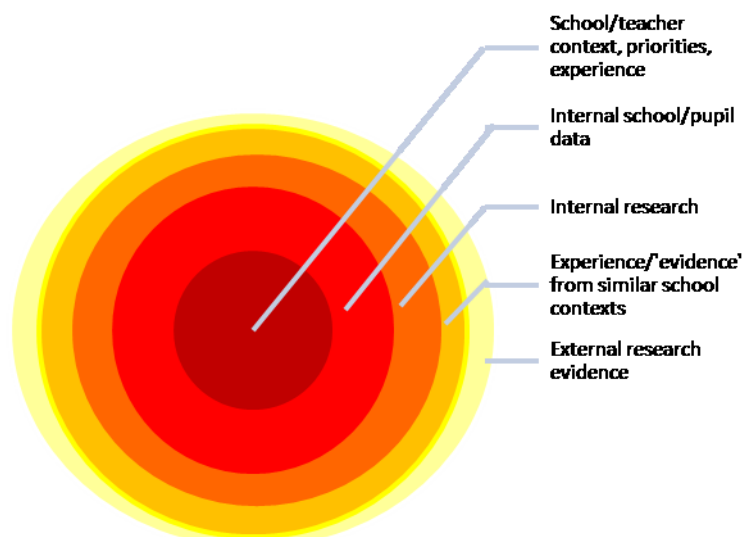 School/teacher
context, priorities,
experience
Internal school/pupil
data
Internal research
Experience/'evidence'
from similar school
contexts
External research
evidence